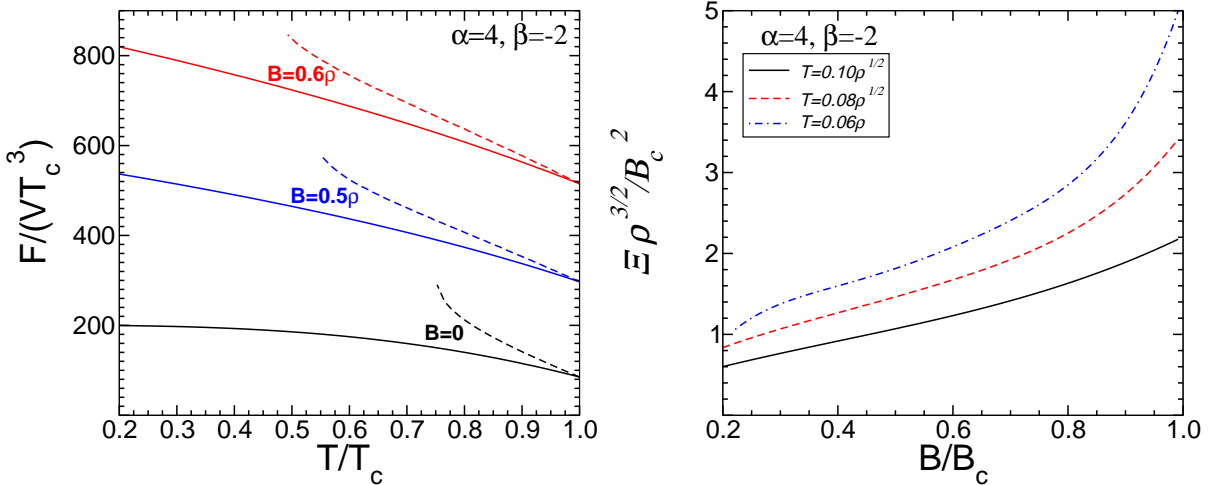 α=4, β=-2
800
600
400
200
0
F/(VT_c^3)
B=0.6ρ
B=0.5ρ
B=0
0.2 0.3 0.4 0.5 0.6 0.7 0.8 0.9 1.0
T/T_c
α=4, β=-2
T=0.10ρ^1/2
T=0.08ρ^1/2
T=0.06ρ
5
4
3
2
1
Ξ ρ^3/2/B_c^2
0.2 0.4 0.6 0.8 1.0
B/B_c